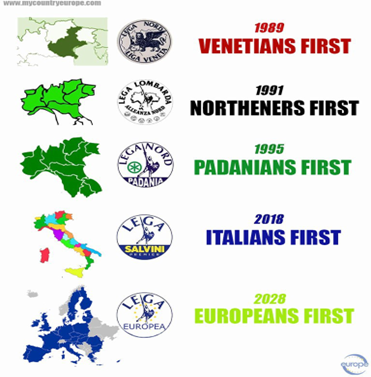 www.mycountryeurope.com
LEGA NORD
LIGA VENETA
1989
VENETIANS FIRST
LEGA LOMBARDA
ALLEANZA NORD
1991
NORTHENERS FIRST
LEGA NORD
PADANIA
1995
PADANIANS FIRST
LEGA
SALVINI
PREMIER
2018
ITALIANS FIRST
LEGA
EUROPEA
2028
EUROPEANS FIRST
europe